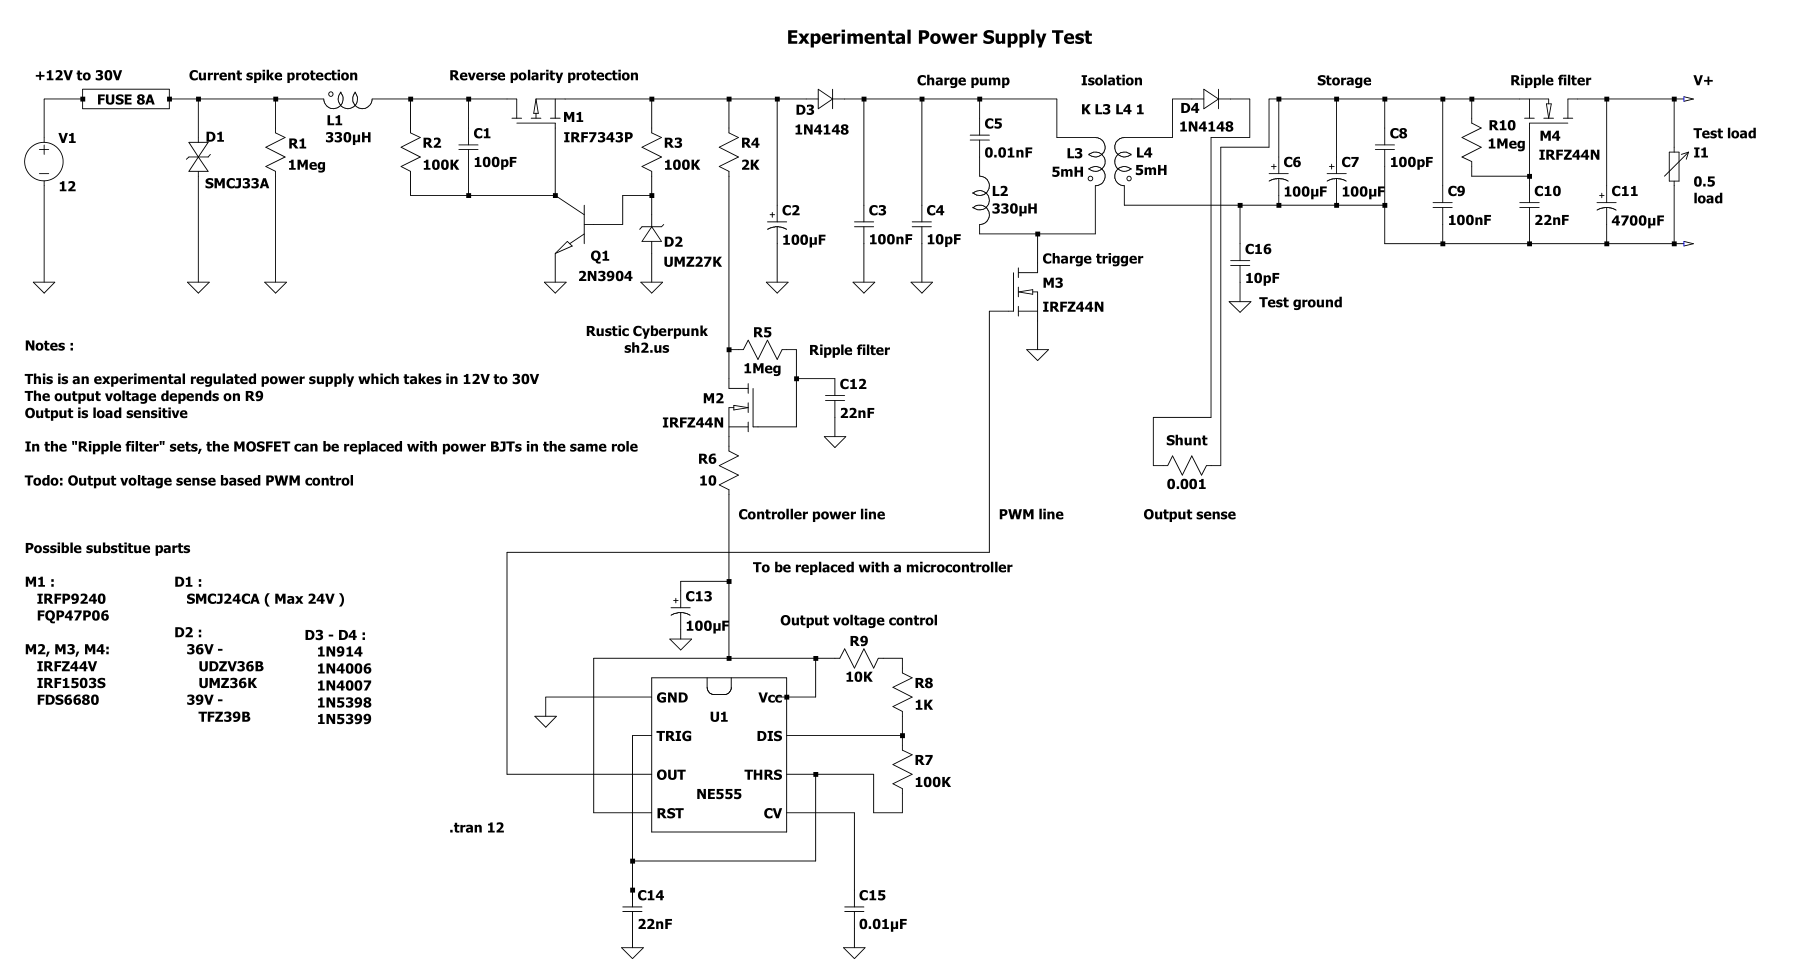 Experimental Power Supply Test
+12V to 30V
Current spike protection
Reverse polarity protection
Charge pump
Isolation
Storage
Ripple filter
V+
FUSE 8A
K L3 L4 1
V1
12
D1
SMCJ33A
R1
1Meg
L1
330µH
R2
100K
C1
100pF
M1
IRF7343P
R3
100K
R4
2K
D3
1N4148
C5
0.01nF
L3
5mH
L4
5mH
D4
1N4148
C8
100pF
R10
1Meg
M4
IRFZ44N
Test load
I1
0.5
load
L2
330µH
C6
100µF
C7
100µF
C9
100nF
C10
22nF
C11
4700µF
C2
100µF
C3
100nF
C4
10pF
Q1
2N3904
D2
UMZ27K
Charge trigger
M3
IRFZ44N
C16
10pF
Test ground
Rustic Cyberpunk
sh2.us
R5
1Meg
Ripple filter
M2
IRFZ44N
C12
22nF
R6
10
Shunt
0.001
Output sense
Controller power line
PWM line
To be replaced with a microcontroller
Notes :
This is an experimental regulated power supply which takes in 12V to 30V
The output voltage depends on R9
Output is load sensitive
In the "Ripple filter" sets, the MOSFET can be replaced with power BJTs in the same role
Todo: Output voltage sense based PWM control
Possible substitue parts
M1 :
IRFP9240
FQP47P06
M2, M3, M4:
IRFZ44V
IRF1503S
FDS6680
D1 :
SMCJ24CA ( Max 24V )
D2 :
36V -
UDZV36B
UMZ36K
39V -
TFZ39B
D3 - D4 :
1N914
1N4006
1N4007
1N5398
1N5399
C13
100µF
Output voltage control
R9
10K
R8
1K
R7
100K
GND
Vcc
U1
TRIG
DIS
OUT
THRS
NE555
RST
CV
.tran 12
C14
22nF
C15
0.01µF